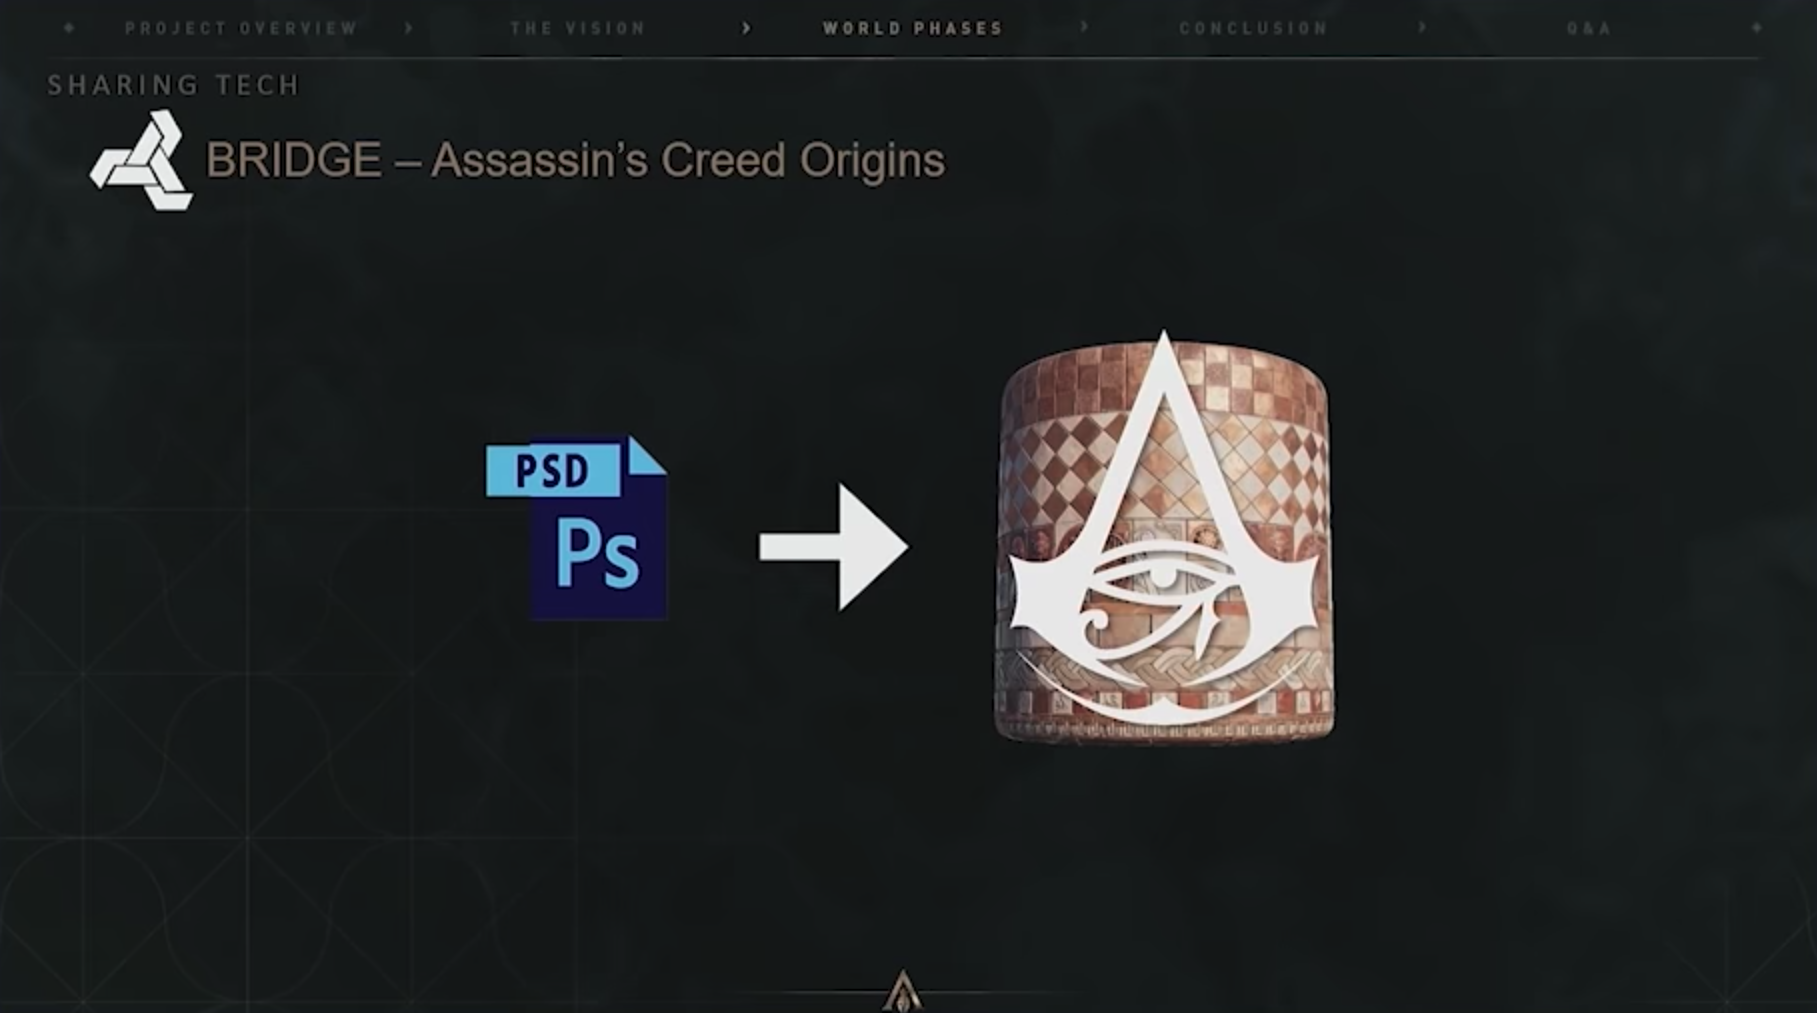 PROJECT OVERVIEW > THE VISION > WORLD PHASES > CONCLUSION > Q&A
SHARING TECH
BRIDGE – Assassin’s Creed Origins
PSD
Ps